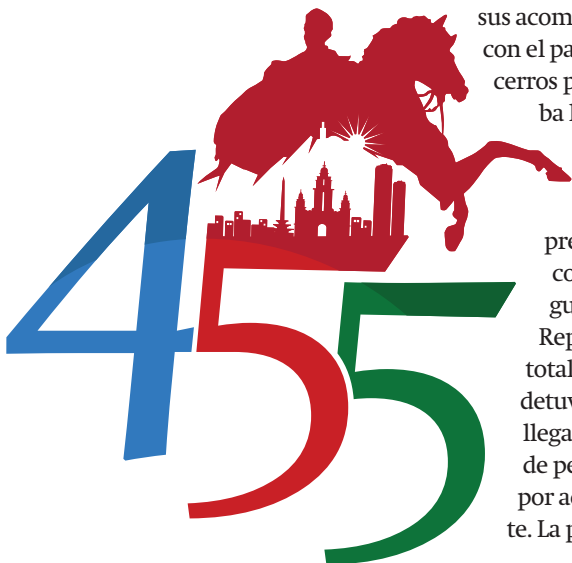 sus acom
con el pa
cerros p
ba
455
pre
co
gu
Rep
total
detuv
llega
de pe
por a
te. La p